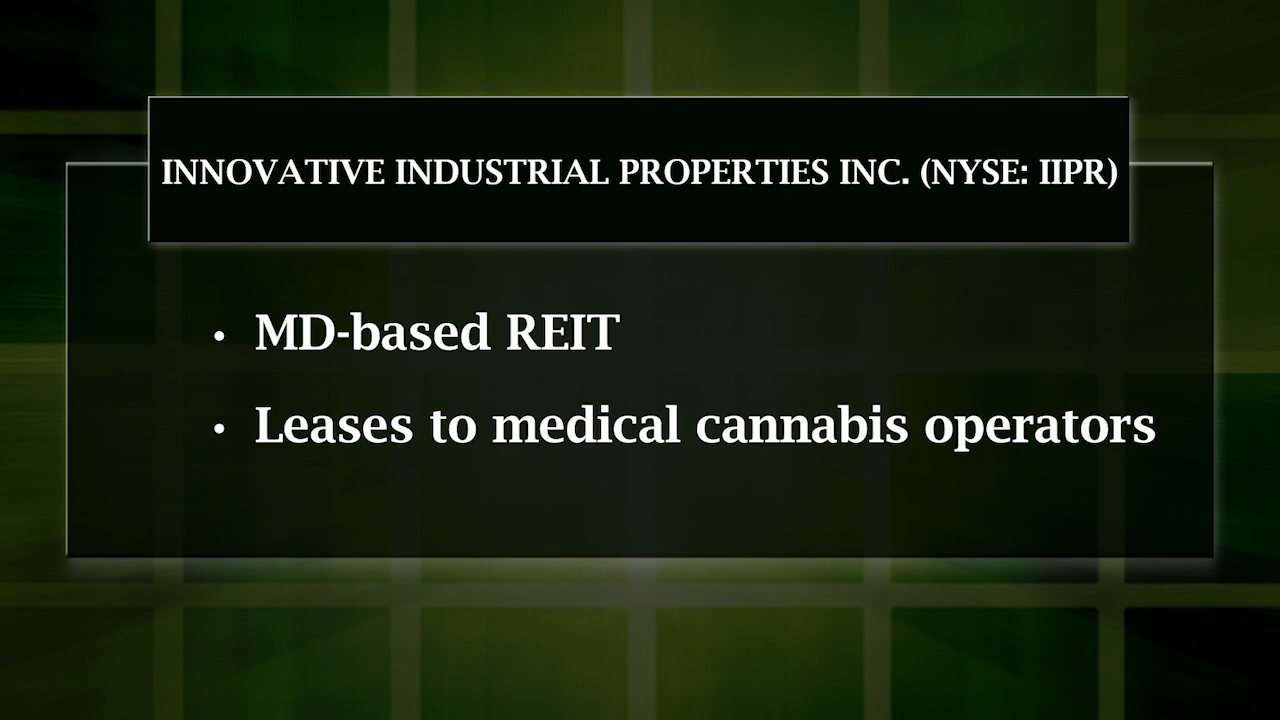 INNOVATIVE INDUSTRIAL PROPERTIES INC. (NYSE: IIPR)
• MD-based REIT
• Leases to medical cannabis operators